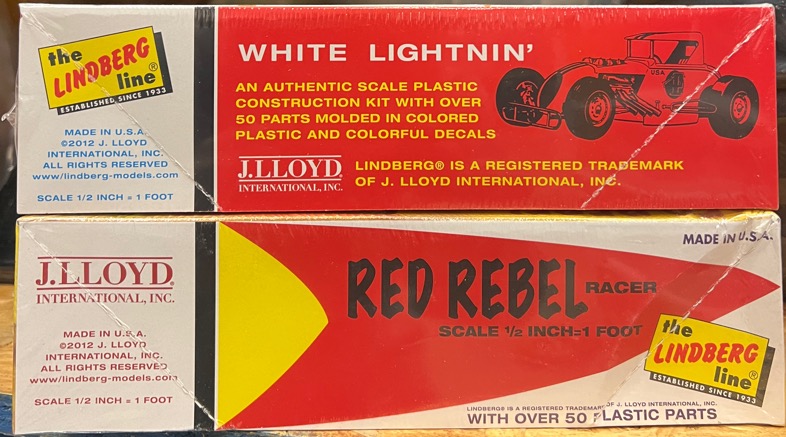 the
LINDBERG
line®
ESTABLISHED SINCE 1933
MADE IN U.S.A.
©2012 J. LLOYD
INTERNATIONAL, INC.
ALL RIGHTS RESERVED
www/lindberg-models.com
SCALE 1/2 INCH = 1 FOOT
WHITE LIGHTNIN'
AN AUTHENTIC SCALE PLASTIC
CONSTRUCTION KIT WITH OVER
50 PARTS MOLDED IN COLORED
PLASTIC AND COLORFUL DECALS
USA
J.LLOYD
INTERNATIONAL, INC.
LINDBERG® IS A REGISTERED TRADEMARK
OF J. LLOYD INTERNATIONAL, INC.
J.LLOYD
INTERNATIONAL, INC.
MADE IN U.S.A.
©2012 J. LLOYD
INTERNATIONAL, INC.
ALL RIGHTS RESERVED
www/lindberg-models.com
SCALE 1/2 INCH = 1 FOOT
MADE IN U.S.A.
RED REBEL RACER
SCALE 1/2 INCH=1 FOOT
the
LINDBERG
line®
ESTABLISHED SINCE 1933
LINDBERG® IS A REGISTERED TRADEMARK OF J. LLOYD INTERNATIONAL, INC.
WITH OVER 50 PLASTIC PARTS